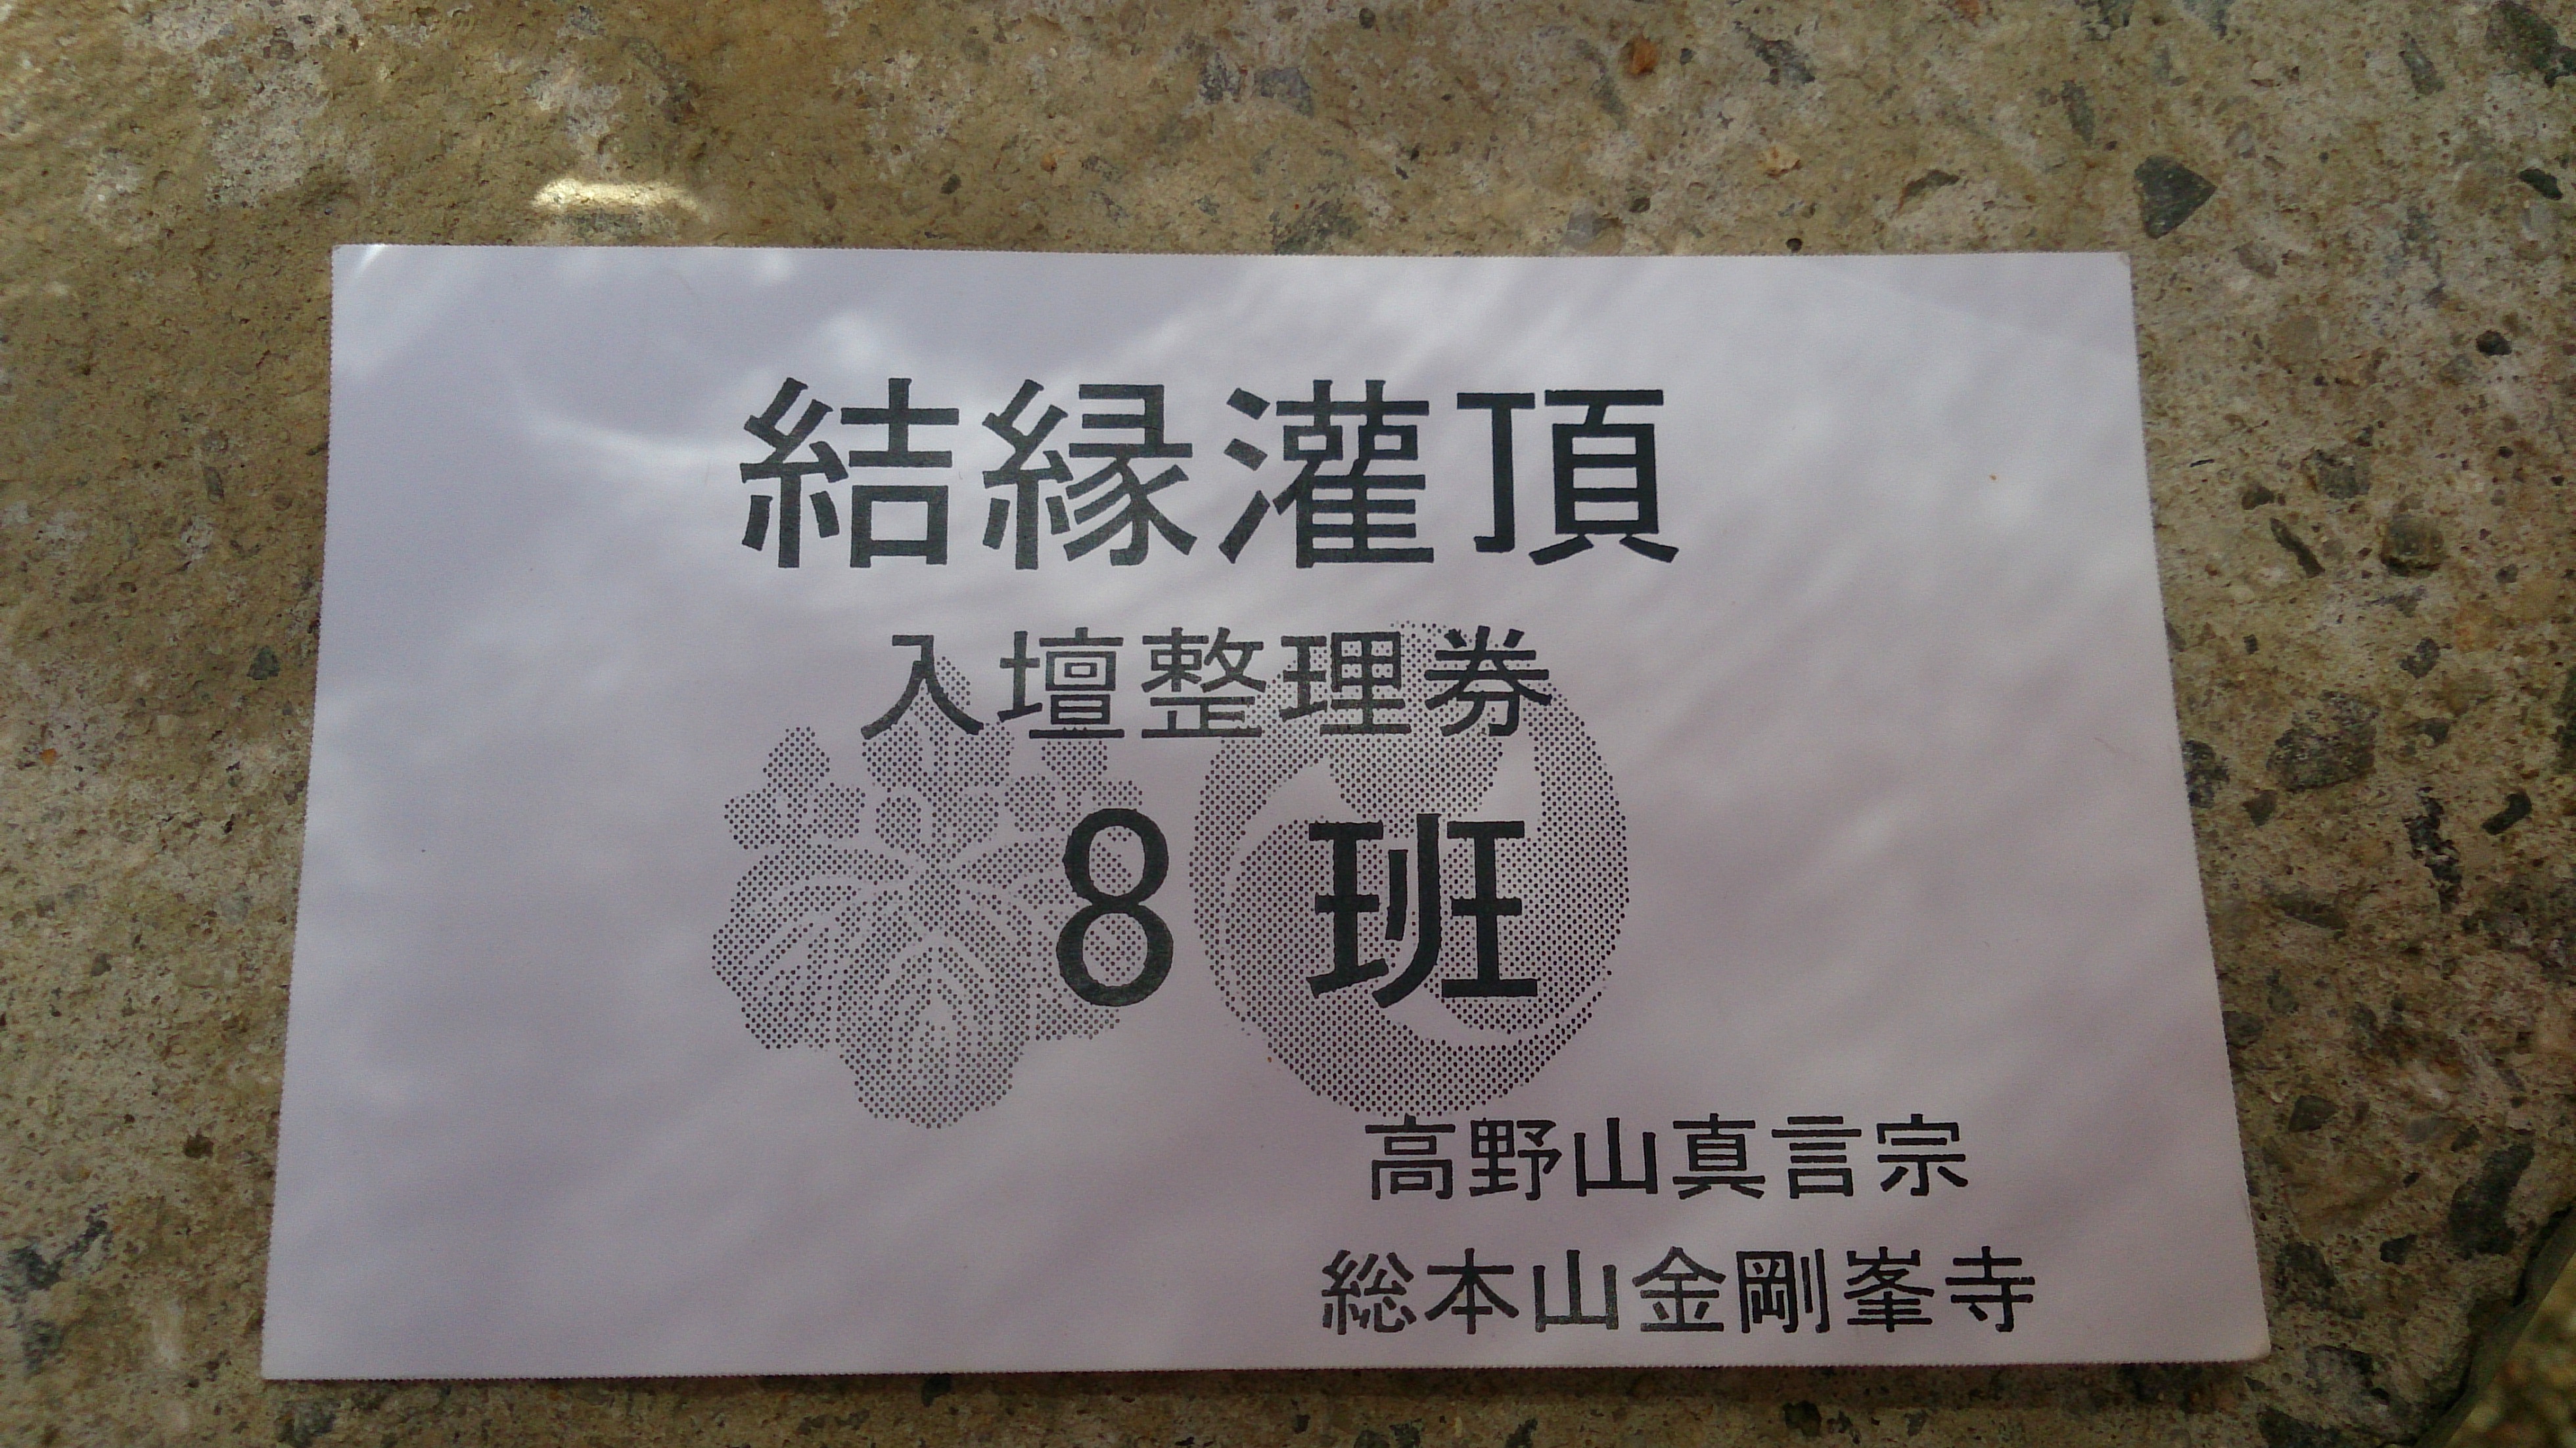 結縁灌頂
入壇整理券
8 班
高野山真言宗
総本山金剛峯寺